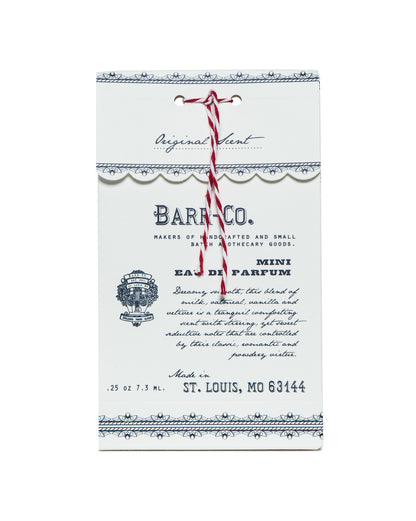 Original Scent
BARR-CO.
MAKERS OF HANDCRAFTED AND SMALL
BATCH APOTHECARY GOODS.
MINI
EAU DE PARFUM
Dreamy smooth, this blend of
milk, oatmeal, vanilla and
vetiver is a tranquil comforting
scent with stirring, yet sweet
seductive notes that are controlled
by their classic, romantic and
powdery virtue.
Made in
.25 OZ 7.3 ML.
ST. LOUIS, MO 63144